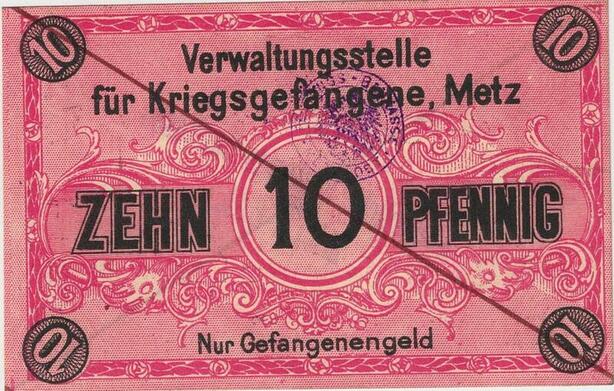 10 10
Verwaltungsstelle
für Kriegsgefangene, Metz
ZEHN 10 PFENNIG
Nur Gefangenengeld
10 10